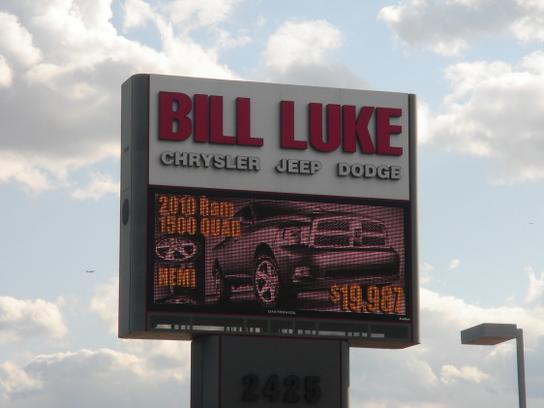 BILL LUKE
CHRYSLER JEEP DODGE
2010 Ram
1500 QUAD
HEMI
$19,987
2425